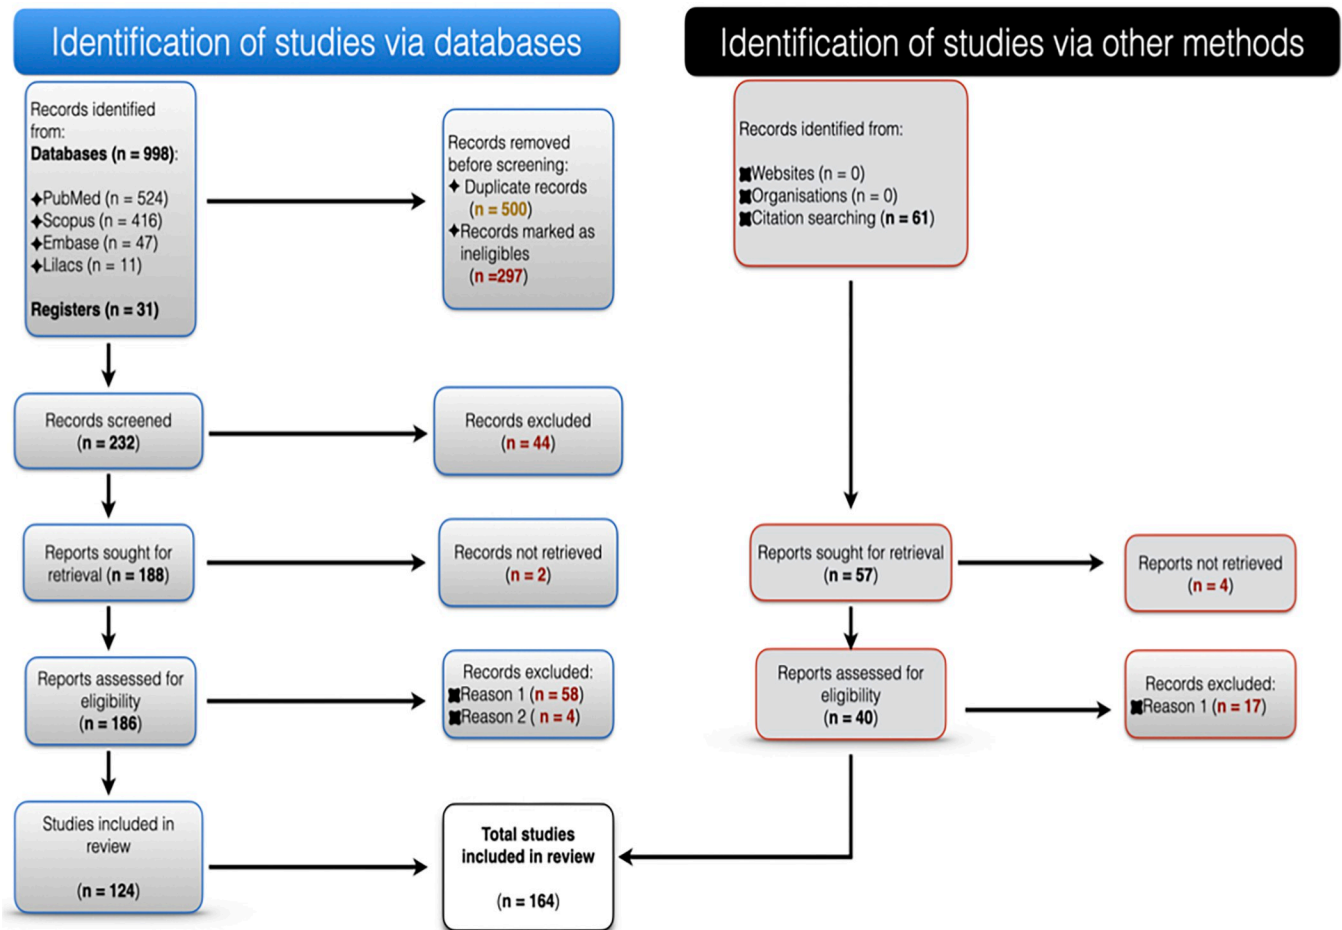 Identification of studies via databases
Records identified
from:
Databases (n = 998):
✦PubMed (n = 524)
✦Scopus (n = 416)
✦Embase (n = 47)
✦Lilacs (n = 11)
Registers (n = 31)
Records removed
before screening:
✦ Duplicate records
(n = 500)
✦Records marked as
ineligibles
(n =297)
Records screened
(n = 232)
Records excluded
(n = 44)
Reports sought for
retrieval (n = 188)
Records not retrieved
(n = 2)
Reports assessed for
eligibility
(n = 186)
Records excluded:
✖Reason 1 (n = 58)
✖Reason 2 ( n = 4)
Studies included in
review
(n = 124)
Total studies
included in review
(n = 164)
Identification of studies via other methods
Records identified from:
✖Websites (n = 0)
✖Organisations (n = 0)
✖Citation searching (n = 61)
Reports sought for retrieval
(n = 57)
Reports not retrieved
(n = 4)
Reports assessed for
eligibility
(n = 40)
Records excluded:
✖Reason 1 (n = 17)